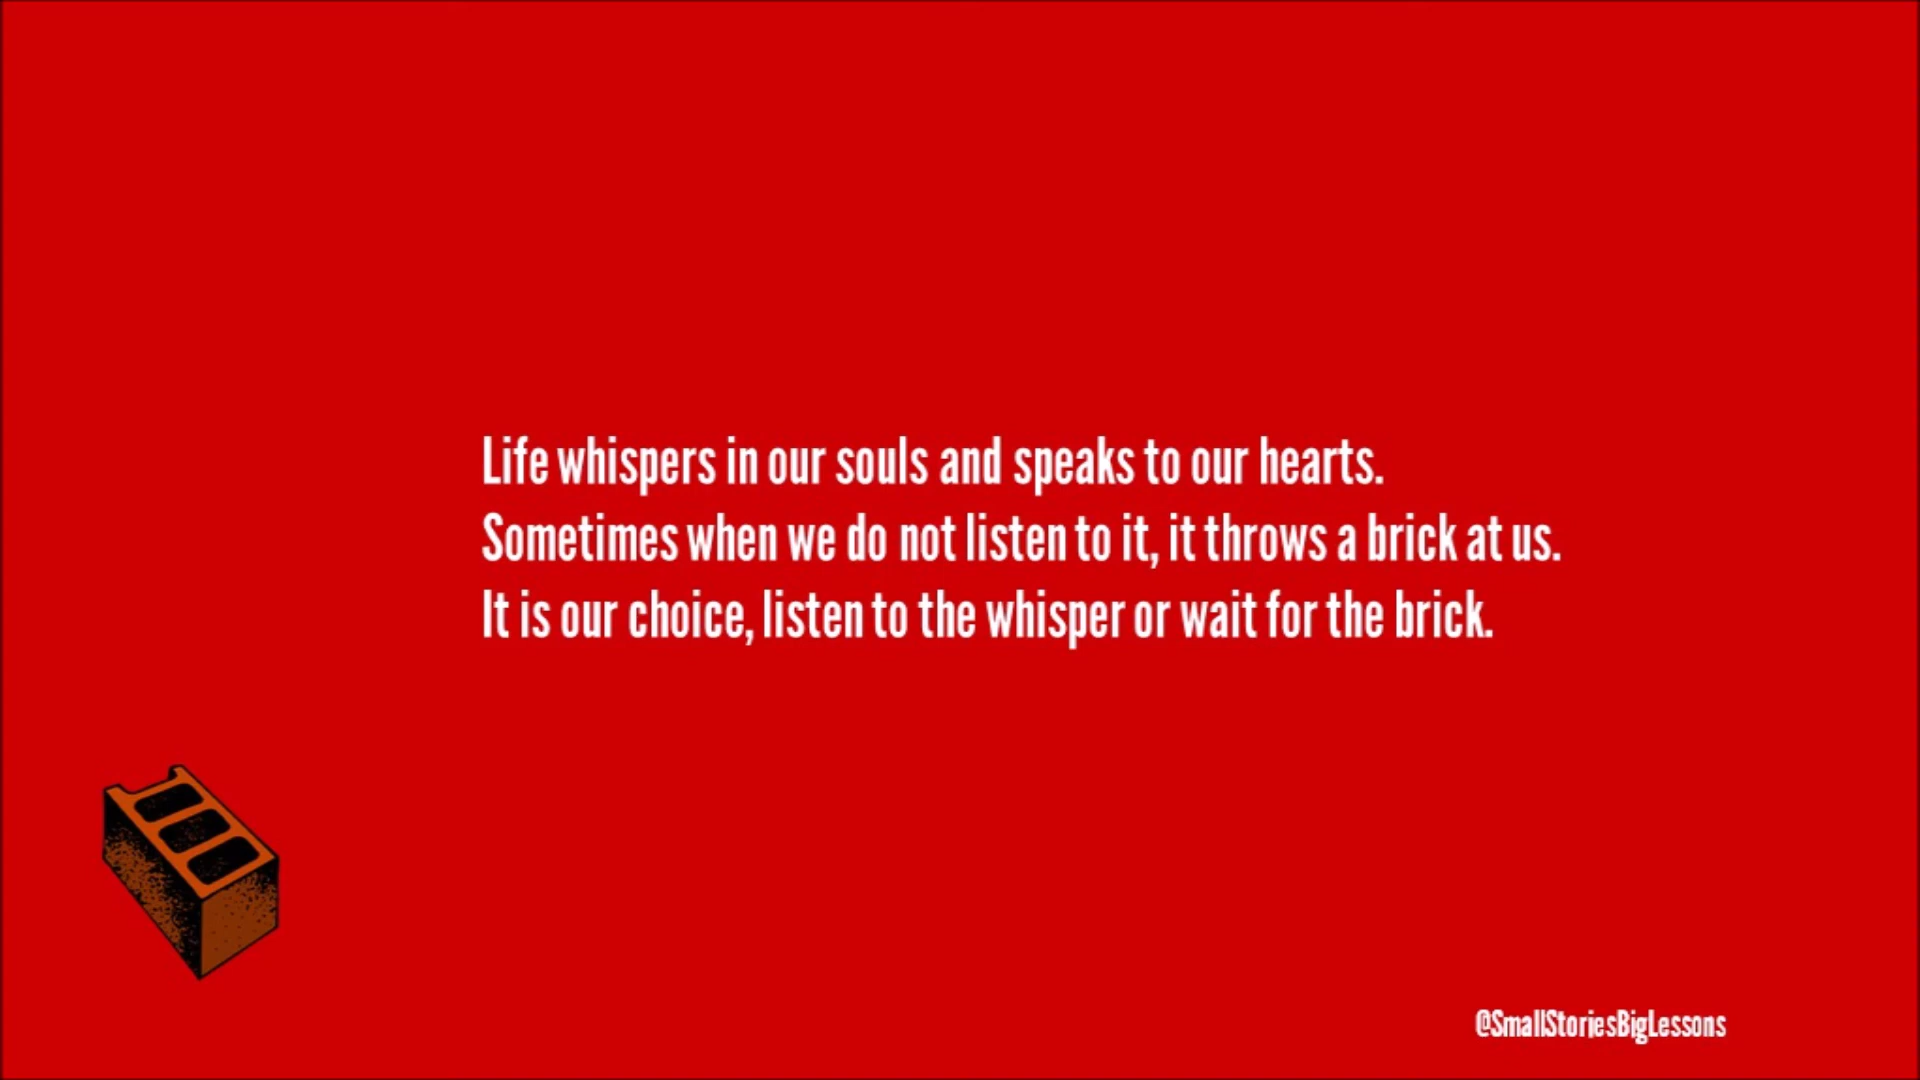 Life whispers in our souls and speaks to our hearts.
Sometimes when we do not listen to it, it throws a brick at us.
It is our choice, listen to the whisper or wait for the brick.
@SmallStoriesBigLessons